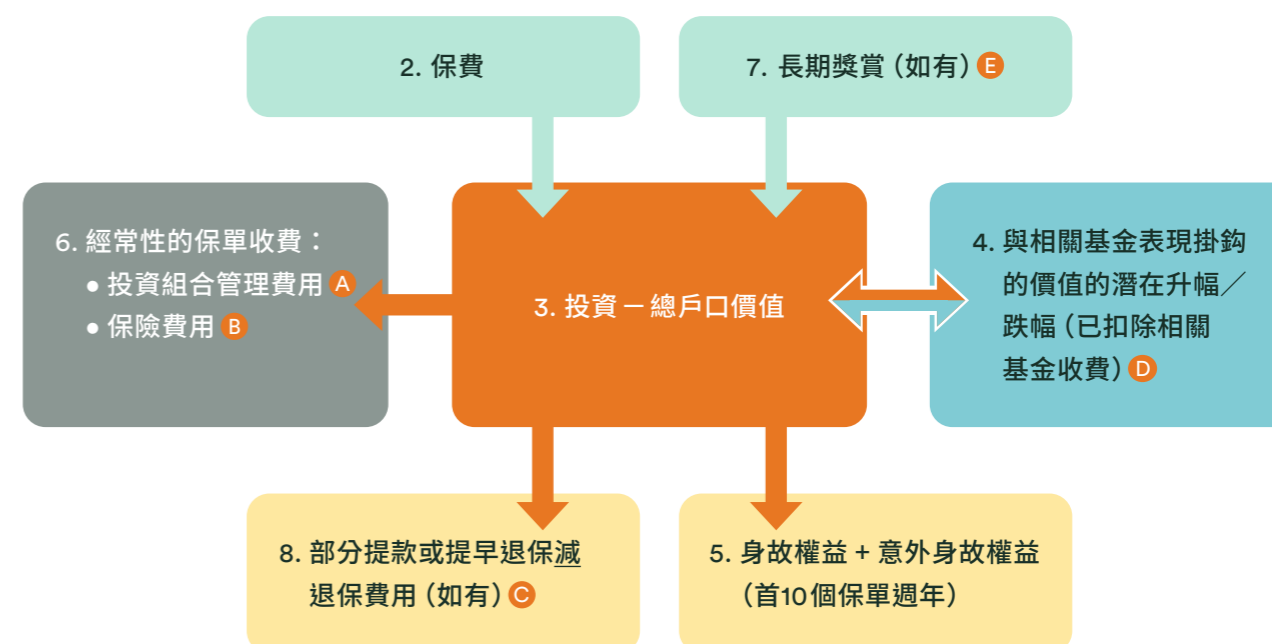 2. 保費
7. 長期獎賞（如有）E
6. 經常性的保單收費：
● 投資組合管理費用 A
● 保險費用 B
3. 投資－總戶口價值
4. 與相關基金表現掛鈎
的價值的潛在升幅／
跌幅（已扣除相關
基金收費）D
8. 部分提款或提早退保減
退保費用（如有）C
5. 身故權益 + 意外身故權益
（首10個保單週年）